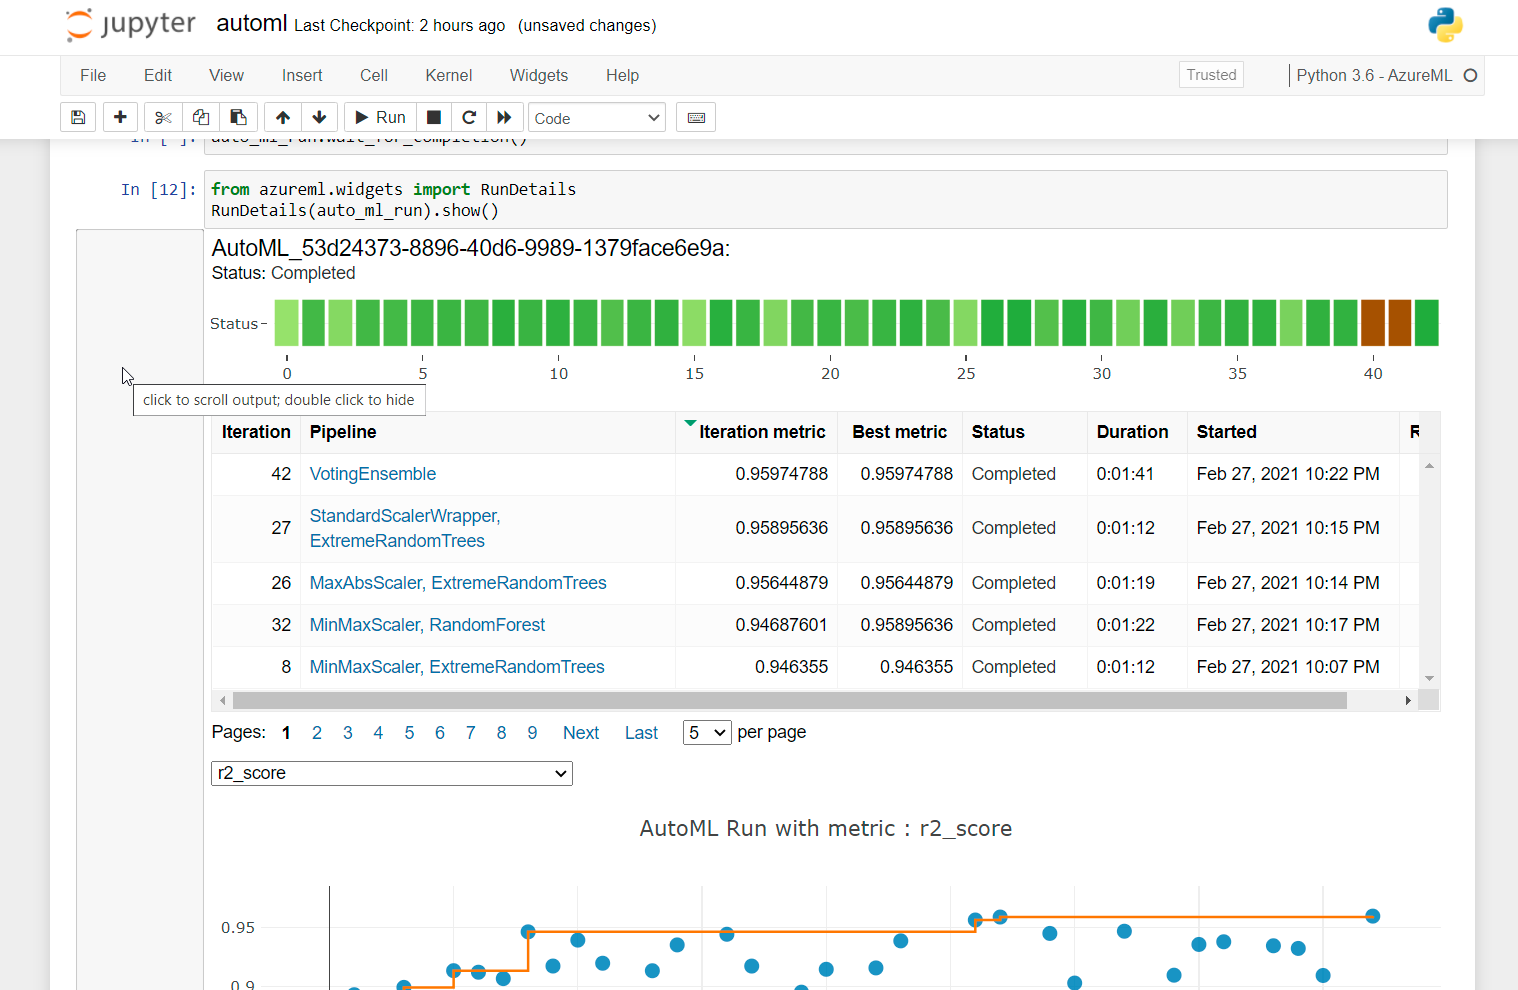 jupyter automl Last Checkpoint: 2 hours ago (unsaved changes)
File Edit View Insert Cell Kernel Widgets Help Trusted Python 3.6 - AzureML
Run Code
In [ ]: auto_ml_run.wait_for_completion()
In [12]: from azureml.widgets import RunDetails
RunDetails(auto_ml_run).show()
AutoML_53d24373-8896-40d6-9989-1379face6e9a:
Status: Completed
Status
0 5 10 15 20 25 30 35 40
click to scroll output; double click to hide
Iteration Pipeline Iteration metric Best metric Status Duration Started
42 VotingEnsemble 0.95974788 0.95974788 Completed 0:01:41 Feb 27, 2021 10:22 PM
27 StandardScalerWrapper, ExtremeRandomTrees 0.95895636 0.95895636 Completed 0:01:12 Feb 27, 2021 10:15 PM
26 MaxAbsScaler, ExtremeRandomTrees 0.95644879 0.95644879 Completed 0:01:19 Feb 27, 2021 10:14 PM
32 MinMaxScaler, RandomForest 0.94687601 0.95895636 Completed 0:01:22 Feb 27, 2021 10:17 PM
8 MinMaxScaler, ExtremeRandomTrees 0.946355 0.946355 Completed 0:01:12 Feb 27, 2021 10:07 PM
Pages: 1 2 3 4 5 6 7 8 9 Next Last 5 per page
r2_score
AutoML Run with metric : r2_score
0.95
0.9